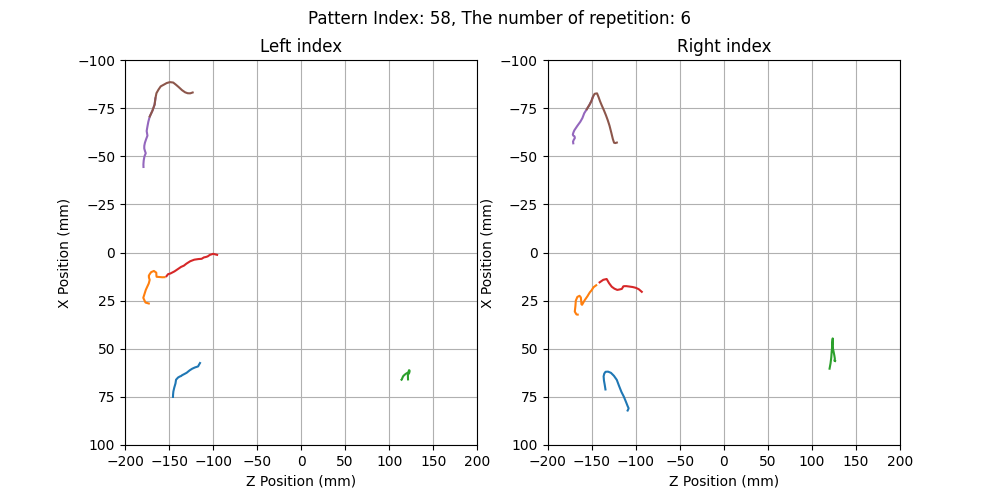 Pattern Index: 58, The number of repetition: 6
Left index
Right index
−100
−75
−50
−25
0
25
50
75
100
X Position (mm)
−200 −150 −100 −50 0 50 100 150 200
Z Position (mm)
−100
−75
−50
−25
0
25
50
75
100
X Position (mm)
−200 −150 −100 −50 0 50 100 150 200
Z Position (mm)